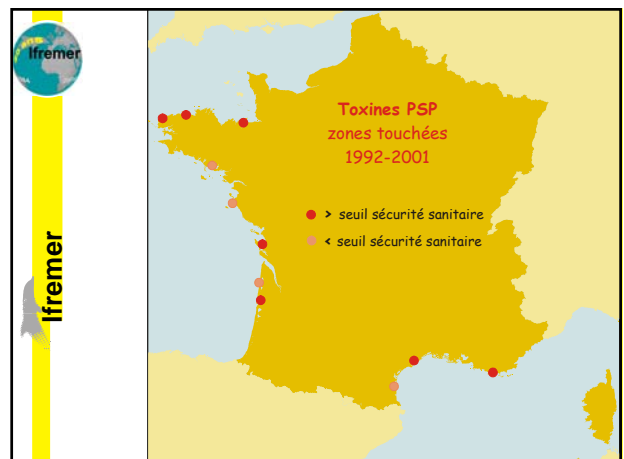 Ifremer
Ifremer
Toxines PSP
zones touchées
1992-2001
> seuil sécurité sanitaire
< seuil sécurité sanitaire